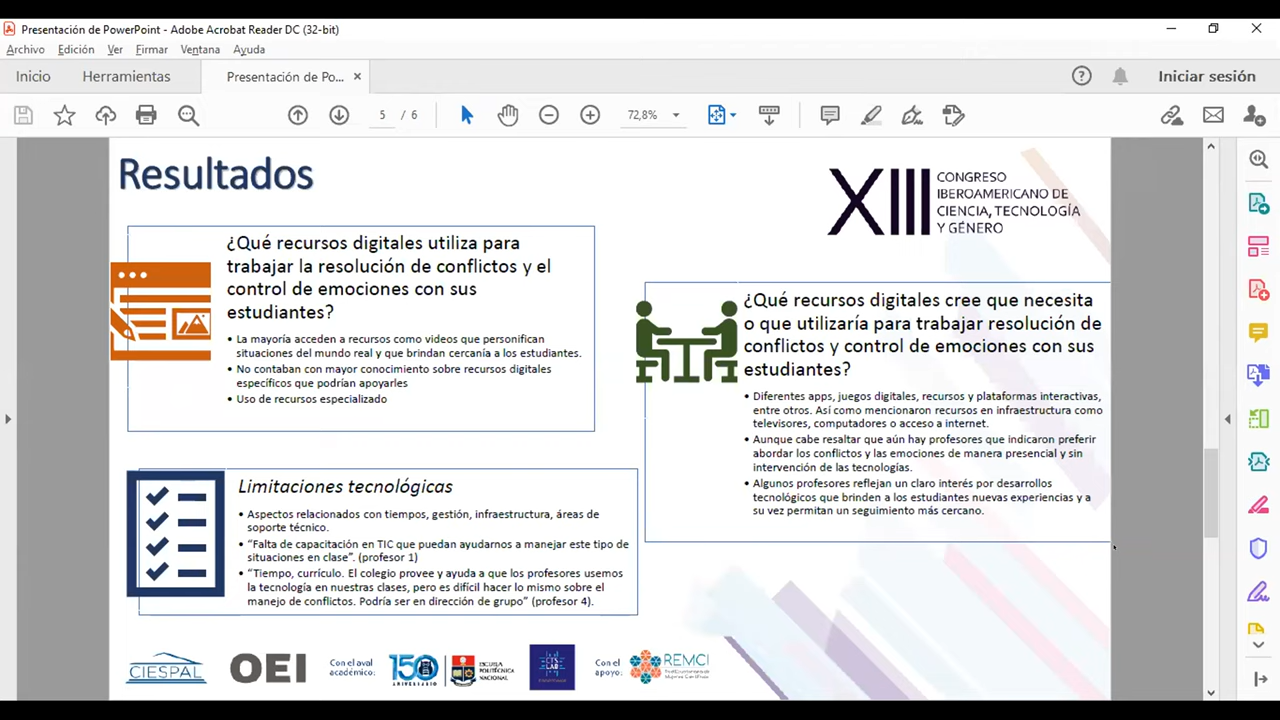 Presentación de PowerPoint - Adobe Acrobat Reader DC (32-bit)
Archivo Edición Ver Firmar Ventana Ayuda
Inicio Herramientas Presentación de Po... Iniciar sesión
5 / 6 72,8%
Resultados
XIII CONGRESO
IBEROAMERICANO DE
CIENCIA, TECNOLOGÍA
Y GÉNERO
¿Qué recursos digitales utiliza para
trabajar la resolución de conflictos y el
control de emociones con sus
estudiantes?
• La mayoría acceden a recursos como videos que personifican
situaciones del mundo real y que brindan cercanía a los estudiantes.
• No contaban con mayor conocimiento sobre recursos digitales
específicos que podrían apoyarles
• Uso de recursos especializado
¿Qué recursos digitales cree que necesita
o que utilizaría para trabajar resolución de
conflictos y control de emociones con sus
estudiantes?
• Diferentes apps, juegos digitales, recursos y plataformas interactivas,
entre otros. Así como mencionaron recursos en infraestructura como
televisores, computadores o acceso a internet.
• Aunque cabe resaltar que aún hay profesores que indicaron preferir
abordar los conflictos y las emociones de manera presencial y sin
intervención de las tecnologías.
• Algunos profesores reflejan un claro interés por desarrollos
tecnológicos que brinden a los estudiantes nuevas experiencias y a
su vez permitan un seguimiento más cercano.
Limitaciones tecnológicas
• Aspectos relacionados con tiempos, gestión, infraestructura, áreas de
soporte técnico.
• "Falta de capacitación en TIC que puedan ayudarnos a manejar este tipo de
situaciones en clase". (profesor 1)
• "Tiempo, currículo. El colegio provee y ayuda a que los profesores usemos
la tecnología en nuestras clases, pero es difícil hacer lo mismo sobre el
manejo de conflictos. Podría ser en dirección de grupo" (profesor 4).
CIESPAL
OEI
Con el aval
académico:
150
ANIVERSARIO
ESCUELA
POLITÉCNICA
NACIONAL
CTS
LAB
Con el
apoyo:
REMCI